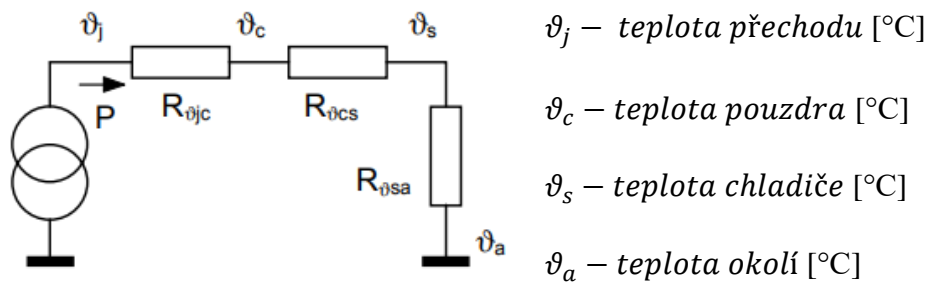 ϑj ϑc ϑs
P Rϑjc Rϑcs
Rϑsa
ϑa
ϑj − teplota přechodu [°C]
ϑc − teplota pouzdra [°C]
ϑs − teplota chladiče [°C]
ϑa − teplota okolí [°C]